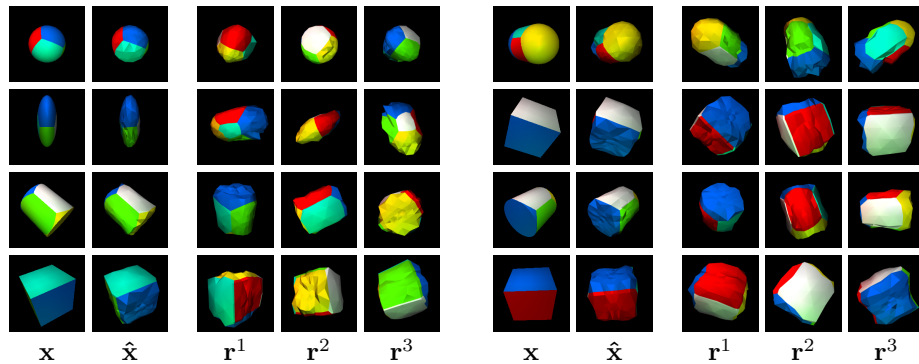 x x̂ r¹ r² r³ x x̂ r¹ r² r³